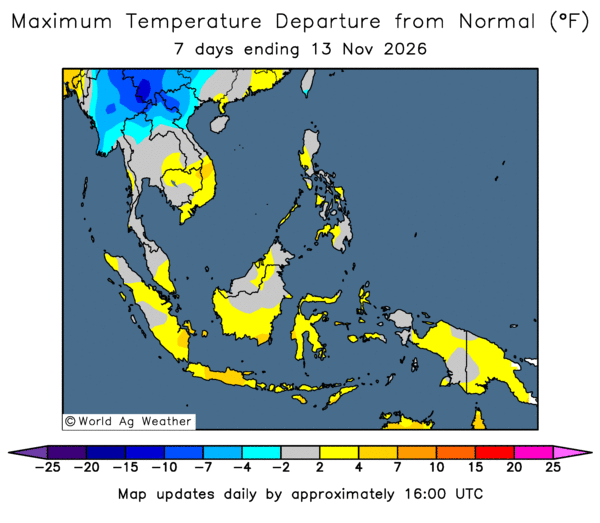 Maximum Temperature Departure from Normal (°F)
7 days ending 13 Nov 2026
©World Ag Weather
-25 -20 -15 -10 -7 -4 -2 2 4 7 10 15 20 25
Map updates daily by approximately 16:00 UTC